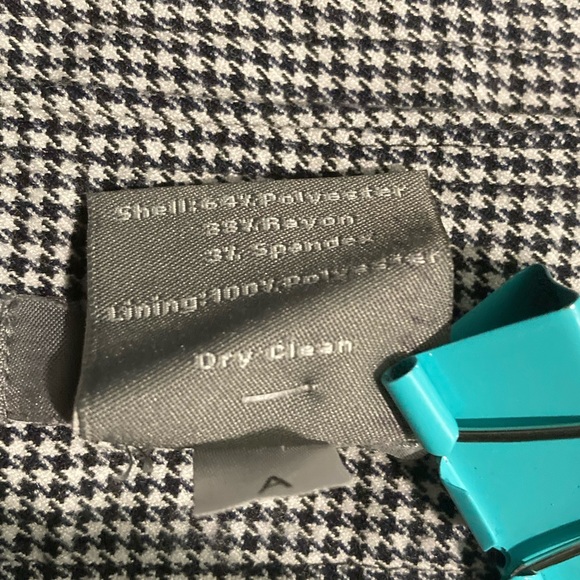 Shell: 64% Polyester
33% Rayon
3% Spandex
Lining: 100% Polyester
Dry Clean
A